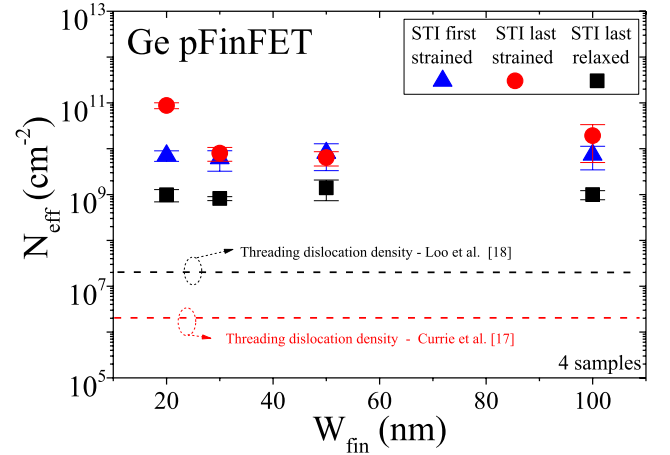 Ge pFinFET
STI first STI last STI last
strained strained relaxed
N_eff (cm^-2)
10^13
10^11
10^9
10^7
10^5
Threading dislocation density - Loo et al. [18]
Threading dislocation density - Currie et al. [17]
4 samples
20 40 60 80 100
W_fin (nm)